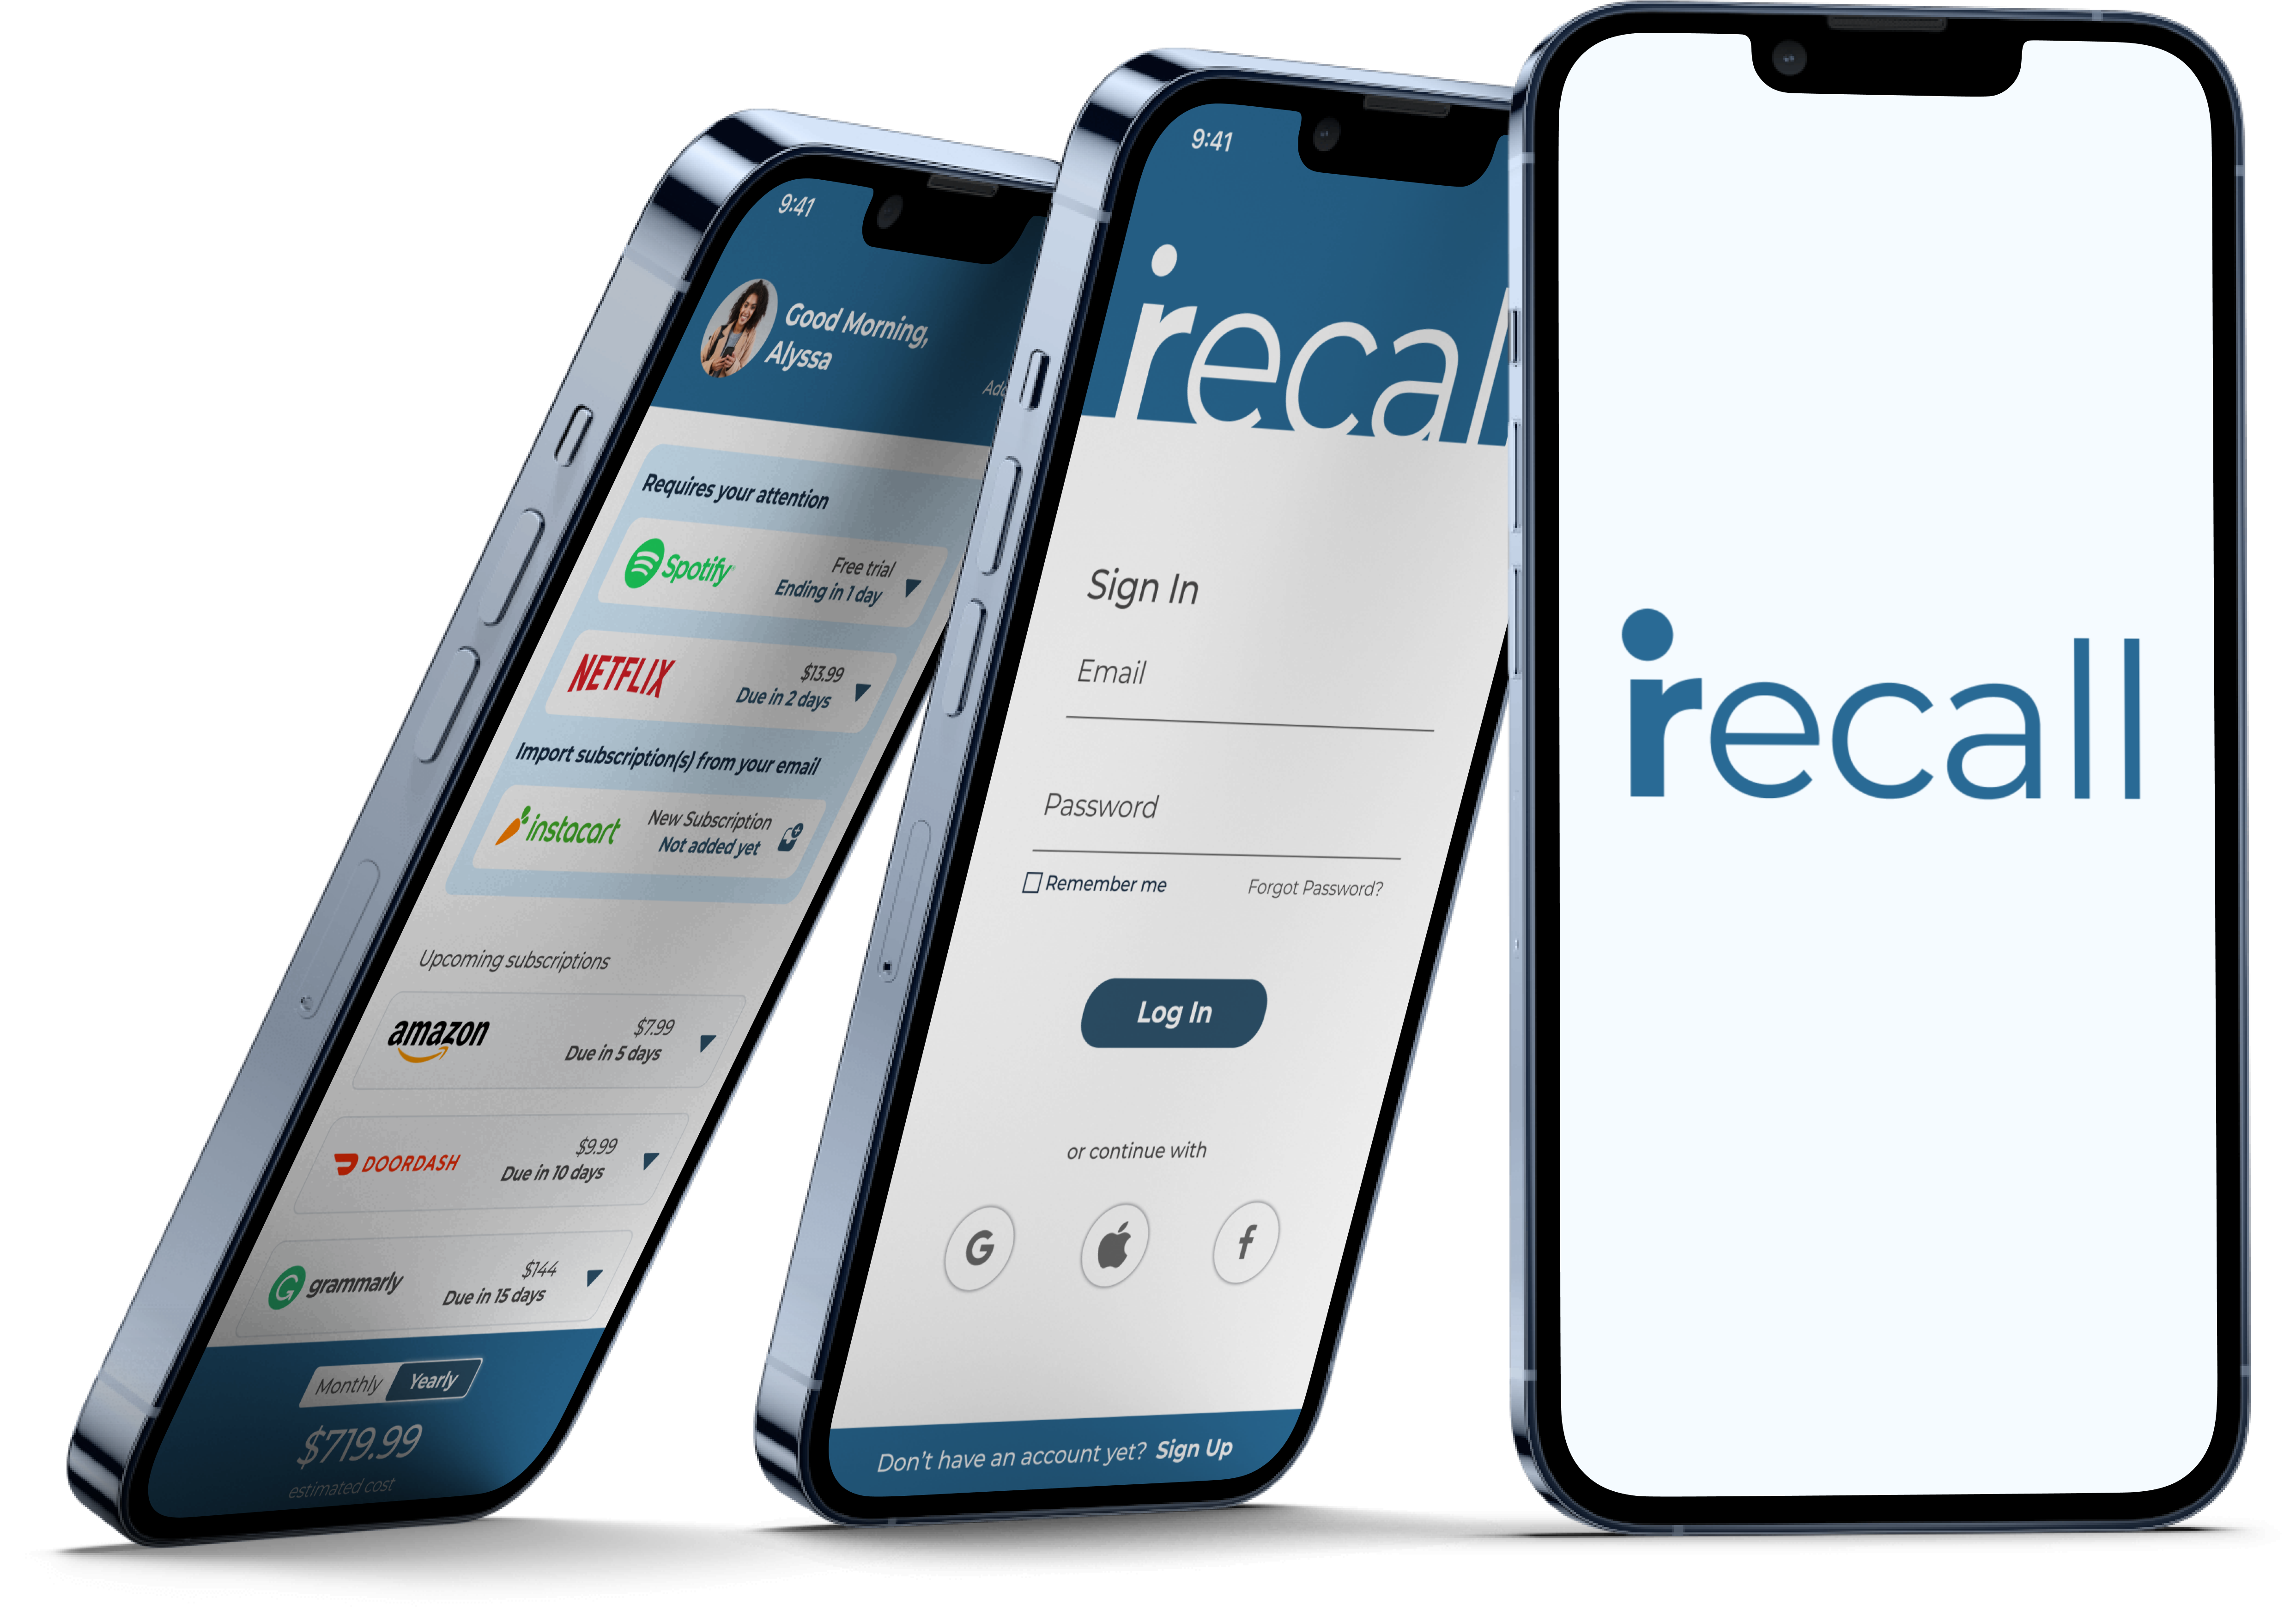 9:41
Good Morning,
Alyssa
Requires your attention
Spotify
Free trial
Ending in 1 day
NETFLIX
$13.99
Due in 2 days
Import subscription(s) from your email
instacart
New Subscription
Not added yet
Upcoming subscriptions
amazon
$7.99
Due in 5 days
DOORDASH
$9.99
Due in 10 days
grammarly
$144
Due in 15 days
Monthly Yearly
$719.99
estimated cost
9:41
recall
Sign In
Email
Password
Remember me Forgot Password?
Log In
or continue with
G f
Don't have an account yet? Sign Up
recall